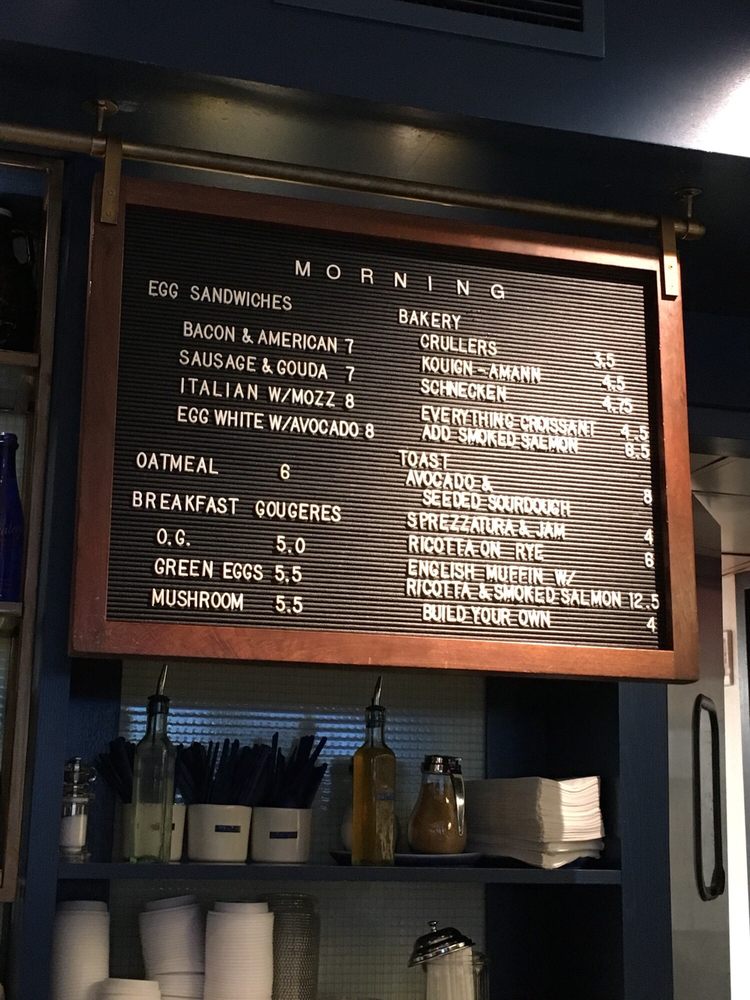 MORNING
EGG SANDWICHES
BACON & AMERICAN 7
SAUSAGE & GOUDA 7
ITALIAN W/MOZZ 8
EGG WHITE W/AVOCADO 8
OATMEAL 6
BREAKFAST GOUGERES
O.G. 5.0
GREEN EGGS 5.5
MUSHROOM 5.5
BAKERY
CRULLERS 3.5
KOUIGN-AMANN 4.5
SCHNECKEN 4.75
EVERYTHING CROISSANT 4.5
ADD SMOKED SALMON 8.5
TOAST
AVOCADO &
SEEDED SOURDOUGH 8
SPREZZATURA & JAM 4
RICOTTA ON RYE 6
ENGLISH MUFFIN W/
RICOTTA & SMOKED SALMON 12.5
BUILD YOUR OWN 4